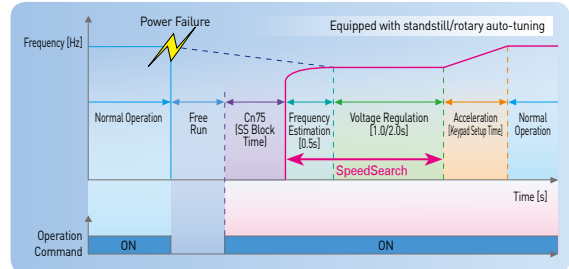 Power Failure
Equipped with standstill/rotary auto-tuning
Frequency [Hz]
Normal Operation
Free
Run
Cn75
[SS Block
Time]
Frequency
Estimation
[0.5s]
Voltage Regulation
[1.0/2.0s]
Acceleration
[Keypad Setup Time]
Normal
Operation
SpeedSearch
Time [s]
Operation
Command
ON
ON